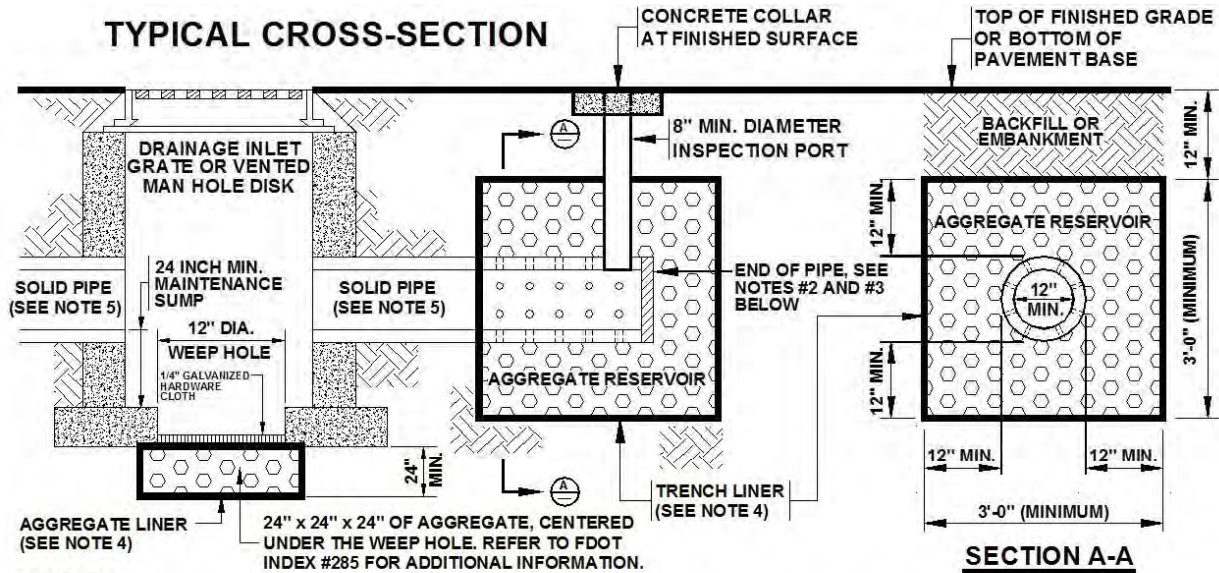 TYPICAL CROSS-SECTION
CONCRETE COLLAR
AT FINISHED SURFACE
TOP OF FINISHED GRADE
OR BOTTOM OF
PAVEMENT BASE
DRAINAGE INLET
GRATE OR VENTED
MAN HOLE DISK
A
8" MIN. DIAMETER
INSPECTION PORT
BACKFILL OR
EMBANKMENT
12" MIN.
24 INCH MIN.
MAINTENANCE
SUMP
SOLID PIPE
(SEE NOTE 5)
SOLID PIPE
(SEE NOTE 5)
12" DIA.
WEEP HOLE
1/4" GALVANIZED
HARDWARE
CLOTH
END OF PIPE, SEE
NOTES #2 AND #3
BELOW
AGGREGATE RESERVOIR
12" MIN.
AGGREGATE RESERVOIR
12"
MIN.
12" MIN.
3'-0" (MINIMUM)
24"
MIN.
A
12" MIN.
12" MIN.
3'-0" (MINIMUM)
TRENCH LINER
(SEE NOTE 4)
AGGREGATE LINER
(SEE NOTE 4)
24" x 24" x 24" OF AGGREGATE, CENTERED
UNDER THE WEEP HOLE. REFER TO FDOT
INDEX #285 FOR ADDITIONAL INFORMATION.
SECTION A-A